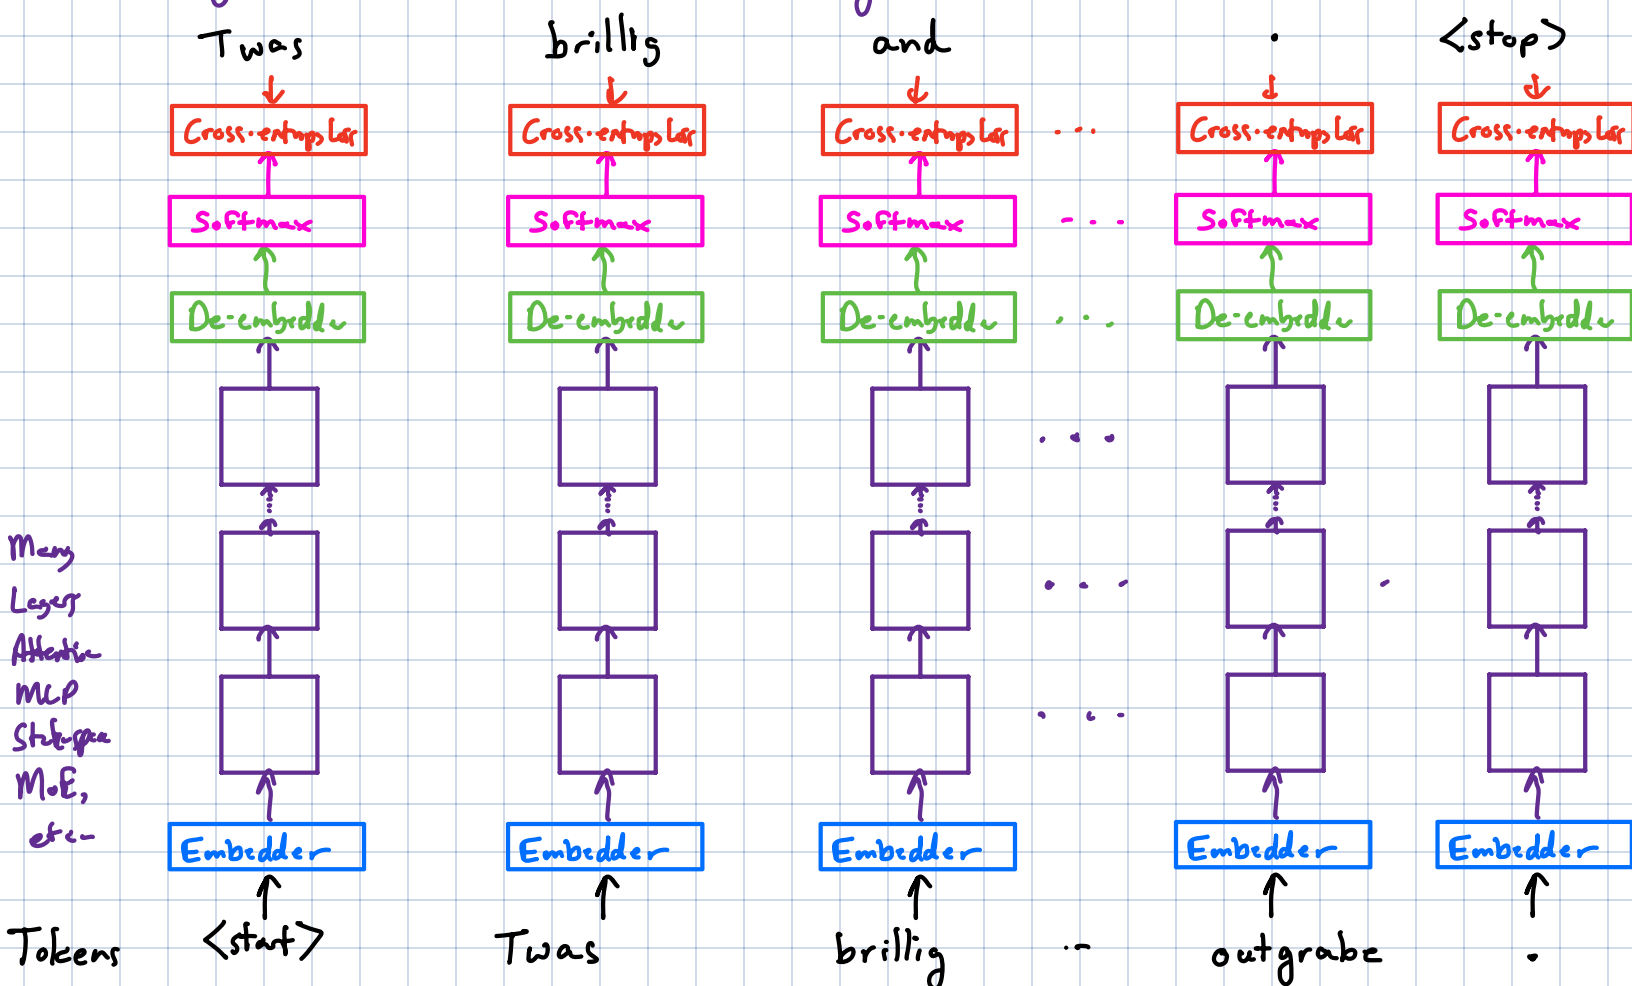 Twas brillig and . <stop>
Cross-entropy Loss Cross-entropy Loss Cross-entropy Loss ... Cross-entropy Loss Cross-entropy Loss
Softmax Softmax Softmax ... Softmax Softmax
De-embedder De-embedder De-embedder ... De-embedder De-embedder
Many
Layers
Attention
MLP
State-space
MoE,
etc--
Embedder Embedder Embedder Embedder Embedder
Tokens <start> Twas brillig -- outgrabe .